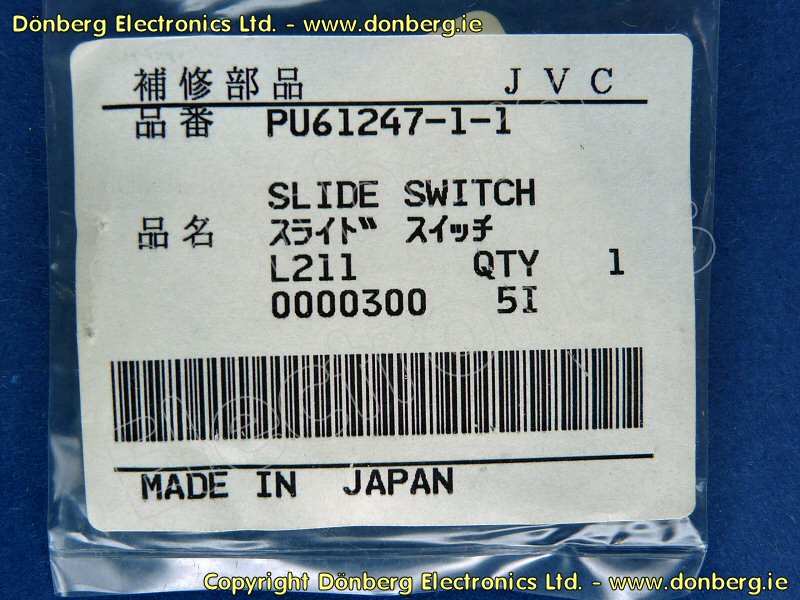 Dönberg Electronics Ltd. - www.donberg.ie
補修部品 JVC
品番 PU61247-1-1
SLIDE SWITCH
品名 スライド スイッチ
L211 QTY 1
0000300 5I
MADE IN JAPAN
Copyright Dönberg Electronics Ltd. - www.donberg.ie